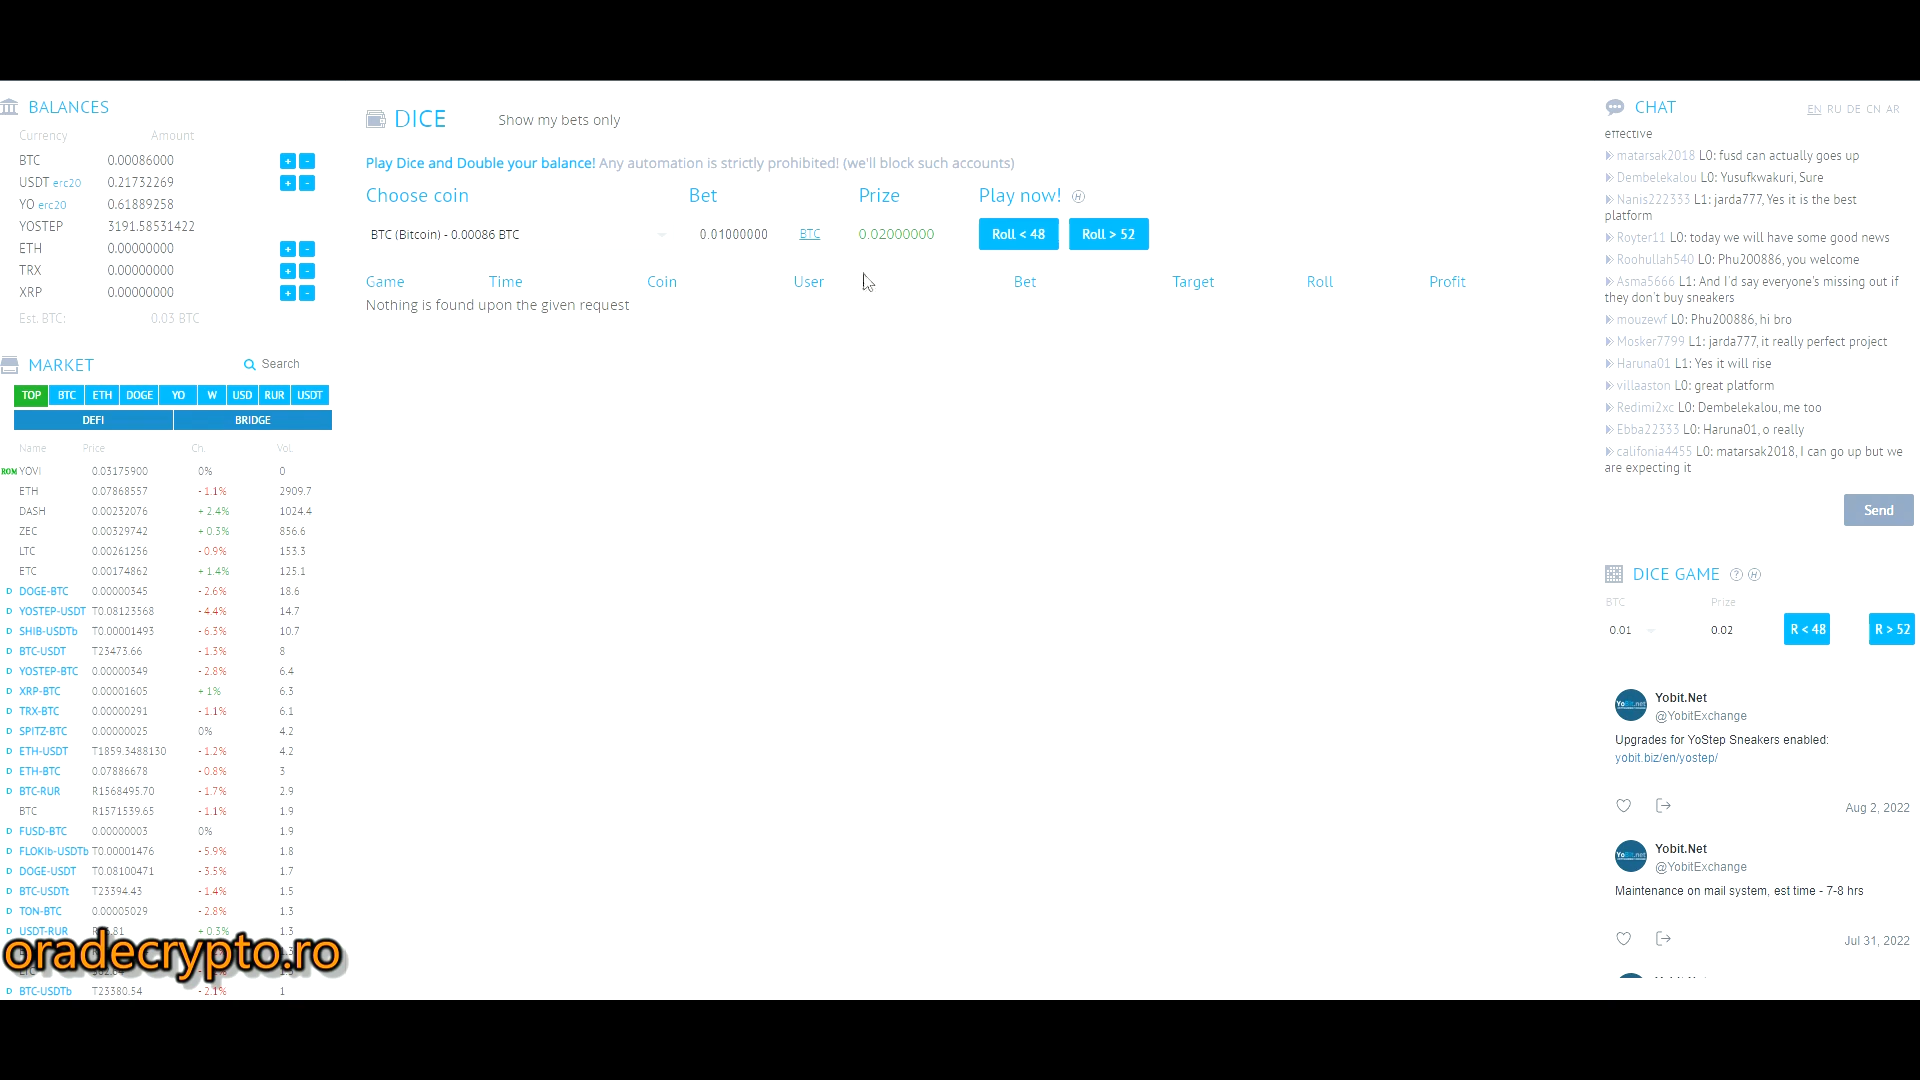 BALANCES
Currency Amount
BTC 0.00086000 + -
USDT erc20 0.21732269 + -
YO erc20 0.61889258
YOSTEP 3191.58531422
ETH 0.00000000 + -
TRX 0.00000000 + -
XRP 0.00000000 + -
Est. BTC: 0.03 BTC
MARKET Search
TOP BTC ETH DOGE YO W USD RUR USDT
DEFI BRIDGE
Name Price Ch. Vol.
ROM YOVI 0.03175900 0% 0
ETH 0.07868557 - 1.1% 2909.7
DASH 0.00232076 + 2.4% 1024.4
ZEC 0.00329742 + 0.3% 856.6
LTC 0.00261256 - 0.9% 153.3
ETC 0.00174862 + 1.4% 125.1
D DOGE-BTC 0.00000345 - 2.6% 18.6
D YOSTEP-USDT T0.08123568 - 4.4% 14.7
D SHIB-USDTb T0.00001493 - 6.3% 10.7
D BTC-USDT T23473.66 - 1.3% 8
D YOSTEP-BTC 0.00000349 - 2.8% 6.4
D XRP-BTC 0.00001605 + 1% 6.3
D TRX-BTC 0.00000291 - 1.1% 6.1
D SPITZ-BTC 0.00000025 0% 4.2
D ETH-USDT T1859.3488130 - 1.2% 4.2
D ETH-BTC 0.07886678 - 0.8% 3
D BTC-RUR R1568495.70 - 1.7% 2.9
BTC R1571539.65 - 1.1% 1.9
D FUSD-BTC 0.00000003 0% 1.9
D FLOKIb-USDTb T0.00001476 - 5.9% 1.8
D DOGE-USDT T0.08100471 - 3.5% 1.7
D BTC-USDTt T23394.43 - 1.4% 1.5
D TON-BTC 0.00005029 - 2.8% 1.3
D USDT-RUR + 0.3% 1.3
oradecrypto.ro
D BTC-USDTb T23380.54 - 2.1% 1
DICE Show my bets only
Play Dice and Double your balance! Any automation is strictly prohibited! (we'll block such accounts)
Choose coin Bet Prize Play now! H
BTC (Bitcoin) - 0.00086 BTC 0.01000000 BTC 0.02000000 Roll < 48 Roll > 52
Game Time Coin User Bet Target Roll Profit
Nothing is found upon the given request
CHAT EN RU DE CN AR
effective
matarsak2018 L0: fusd can actually goes up
Dembelekalou L0: Yusufkwakuri, Sure
Nanis222333 L1: jarda777, Yes it is the best
platform
Royter11 L0: today we will have some good news
Roohullah540 L0: Phu200886, you welcome
Asma5666 L1: And I'd say everyone's missing out if
they don't buy sneakers
mouzewf L0: Phu200886, hi bro
Mosker7799 L1: jarda777, it really perfect project
Haruna01 L1: Yes it will rise
villaaston L0: great platform
Redimi2xc L0: Dembelekalou, me too
Ebba22333 L0: Haruna01, o really
califonia4455 L0: matarsak2018, I can go up but we
are expecting it
Send
DICE GAME ? H
BTC Prize
0.01 0.02 R < 48 R > 52
Yobit.Net
@YobitExchange
Upgrades for YoStep Sneakers enabled:
yobit.biz/en/yostep/
Aug 2, 2022
Yobit.Net
@YobitExchange
Maintenance on mail system, est time - 7-8 hrs
Jul 31, 2022